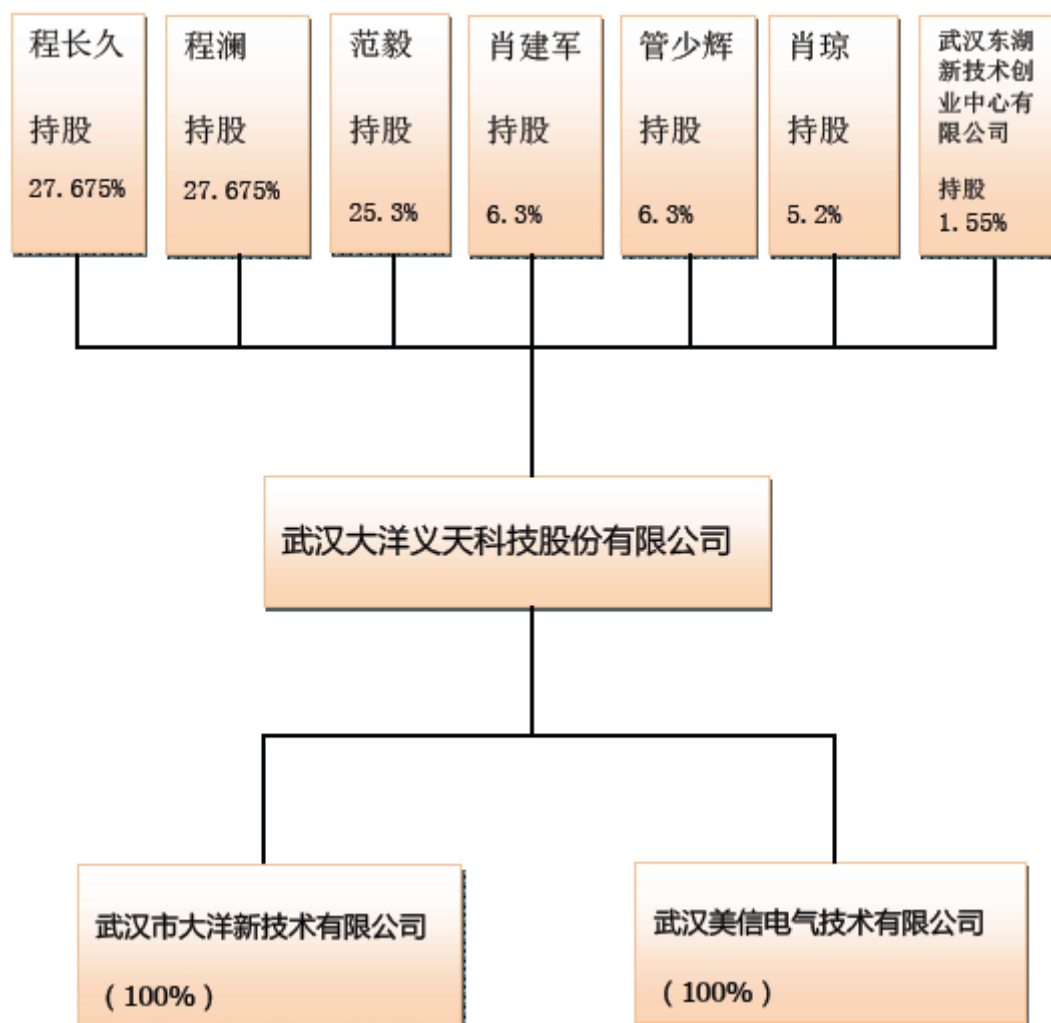 程长久
持股
27.675%
程澜
持股
27.675%
范毅
持股
25.3%
肖建军
持股
6.3%
管少辉
持股
6.3%
肖琼
持股
5.2%
武汉东湖
新技术创
业中心有
限公司
持股
1.55%
武汉大洋义天科技股份有限公司
武汉市大洋新技术有限公司
（100%）
武汉美信电气技术有限公司
（100%）